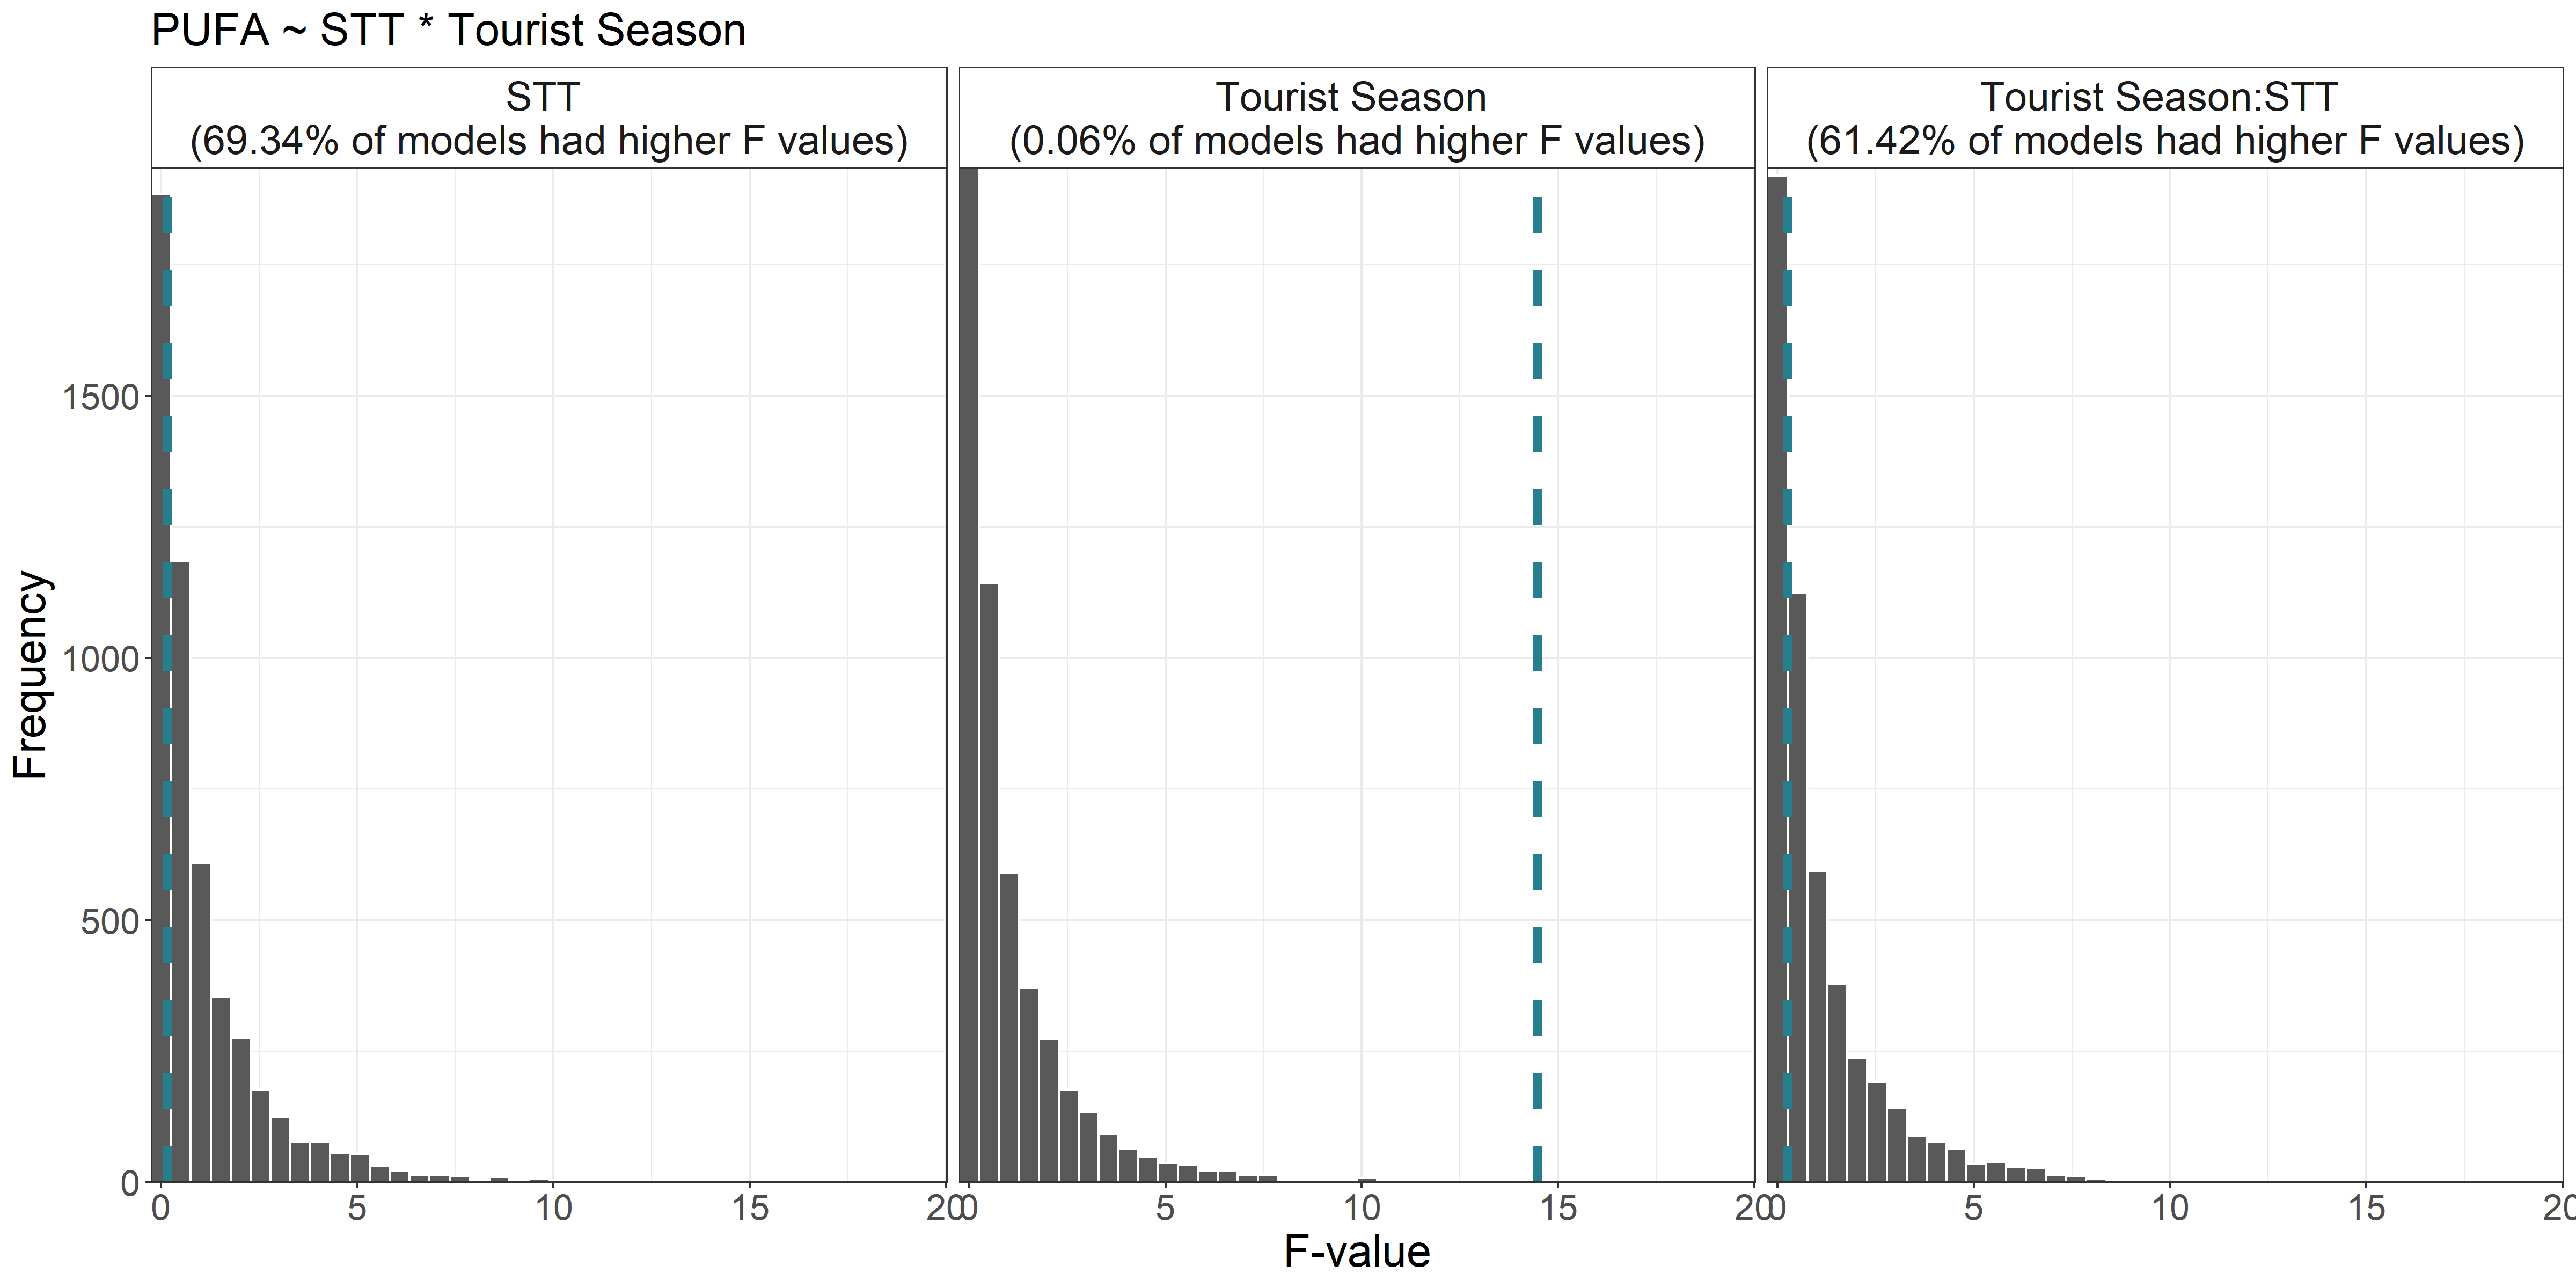 PUFA ~ STT * Tourist Season
STT
(69.34% of models had higher F values)
Tourist Season
(0.06% of models had higher F values)
Tourist Season:STT
(61.42% of models had higher F values)
Frequency
1500
1000
500
0
0 5 10 15 20
0 5 10 15 20
0 5 10 15 20
F-value